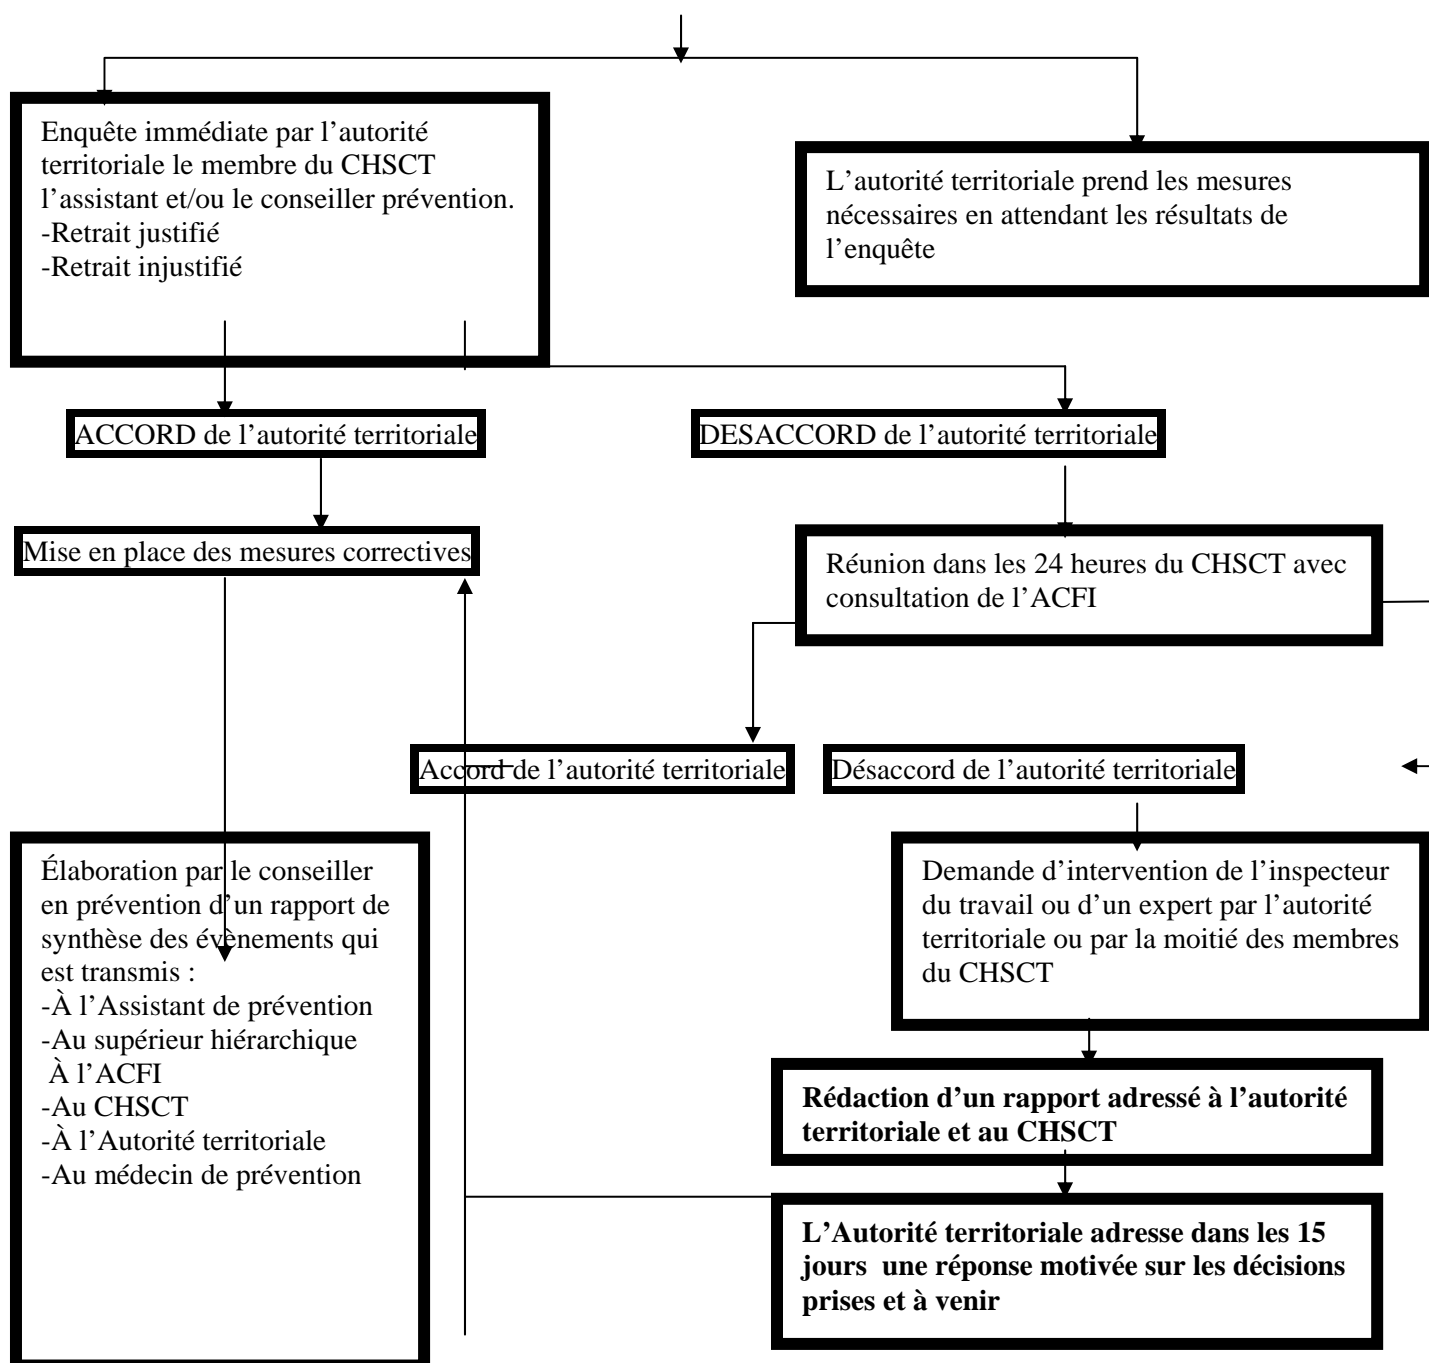 Enquête immédiate par l’autorité
territoriale le membre du CHSCT
l’assistant et/ou le conseiller prévention.
-Retrait justifié
-Retrait injustifié
L’autorité territoriale prend les mesures
nécessaires en attendant les résultats de
l’enquête
ACCORD de l’autorité territoriale
DESACCORD de l’autorité territoriale
Mise en place des mesures correctives
Réunion dans les 24 heures du CHSCT avec
consultation de l’ACFI
Accord de l’autorité territoriale
Désaccord de l’autorité territoriale
Élaboration par le conseiller
en prévention d’un rapport de
synthèse des évènements qui
est transmis :
-À l’Assistant de prévention
-Au supérieur hiérarchique
À l’ACFI
-Au CHSCT
-À l’Autorité territoriale
-Au médecin de prévention
Demande d’intervention de l’inspecteur
du travail ou d’un expert par l’autorité
territoriale ou par la moitié des membres
du CHSCT
Rédaction d’un rapport adressé à l’autorité
territoriale et au CHSCT
L’Autorité territoriale adresse dans les 15
jours  une réponse motivée sur les décisions
prises et à venir